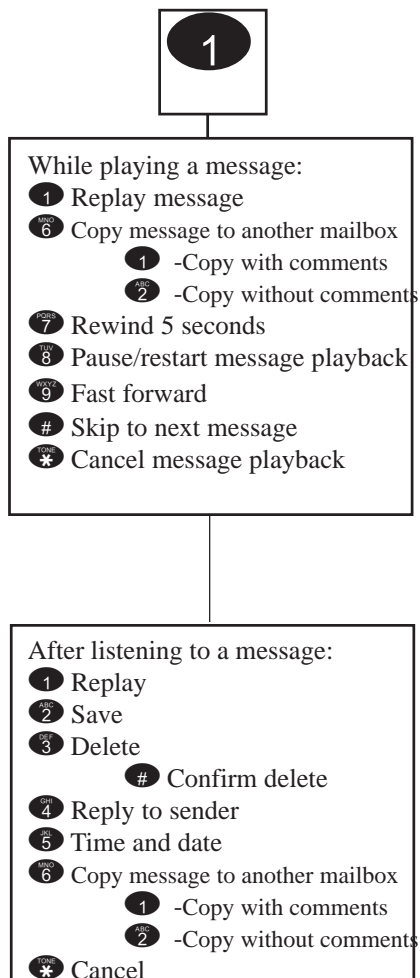 1
While playing a message:
1 Replay message
MNO 6 Copy message to another mailbox
1 -Copy with comments
ABC 2 -Copy without comments
PQRS 7 Rewind 5 seconds
TUV 8 Pause/restart message playback
WXYZ 9 Fast forward
# Skip to next message
TONE * Cancel message playback
After listening to a message:
1 Replay
ABC 2 Save
DEF 3 Delete
# Confirm delete
GHI 4 Reply to sender
JKL 5 Time and date
MNO 6 Copy message to another mailbox
1 -Copy with comments
ABC 2 -Copy without comments
TONE * Cancel